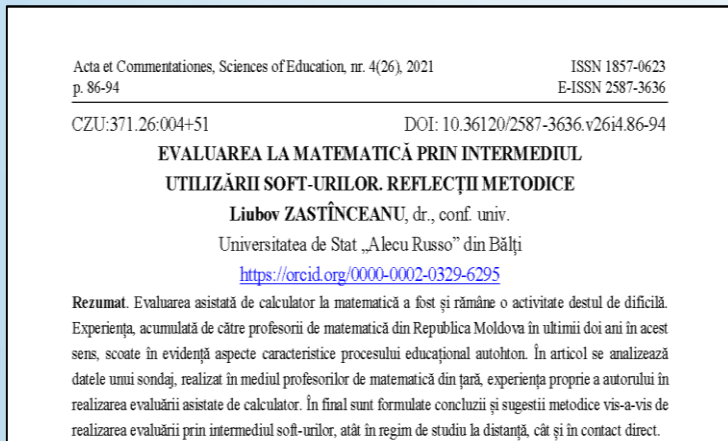 Acta et Commentationes, Sciences of Education, nr. 4(26), 2021 ISSN 1857-0623
p. 86-94 E-ISSN 2587-3636
CZU:371.26:004+51 DOI: 10.36120/2587-3636.v26i4.86-94
EVALUAREA LA MATEMATICĂ PRIN INTERMEDIUL
UTILIZĂRII SOFT-URILOR. REFLECȚII METODICE
Liubov ZASTÎNCEANU, dr., conf. univ.
Universitatea de Stat „Alecu Russo” din Bălți
https://orcid.org/0000-0002-0329-6295
Rezumat. Evaluarea asistată de calculator la matematică a fost și rămâne o activitate destul de dificilă.
Experiența, acumulată de către profesorii de matematică din Republica Moldova în ultimii doi ani în acest
sens, scoate în evidență aspecte caracteristice procesului educațional autohton. În articol se analizează
datele unui sondaj, realizat în mediul profesorilor de matematică din țară, experiența proprie a autorului în
realizarea evaluării asistate de calculator. În final sunt formulate concluzii și sugestii metodice vis-a-vis de
realizarea evaluării prin intermediul soft-urilor, atât în regim de studiu la distanță, cât și în contact direct.